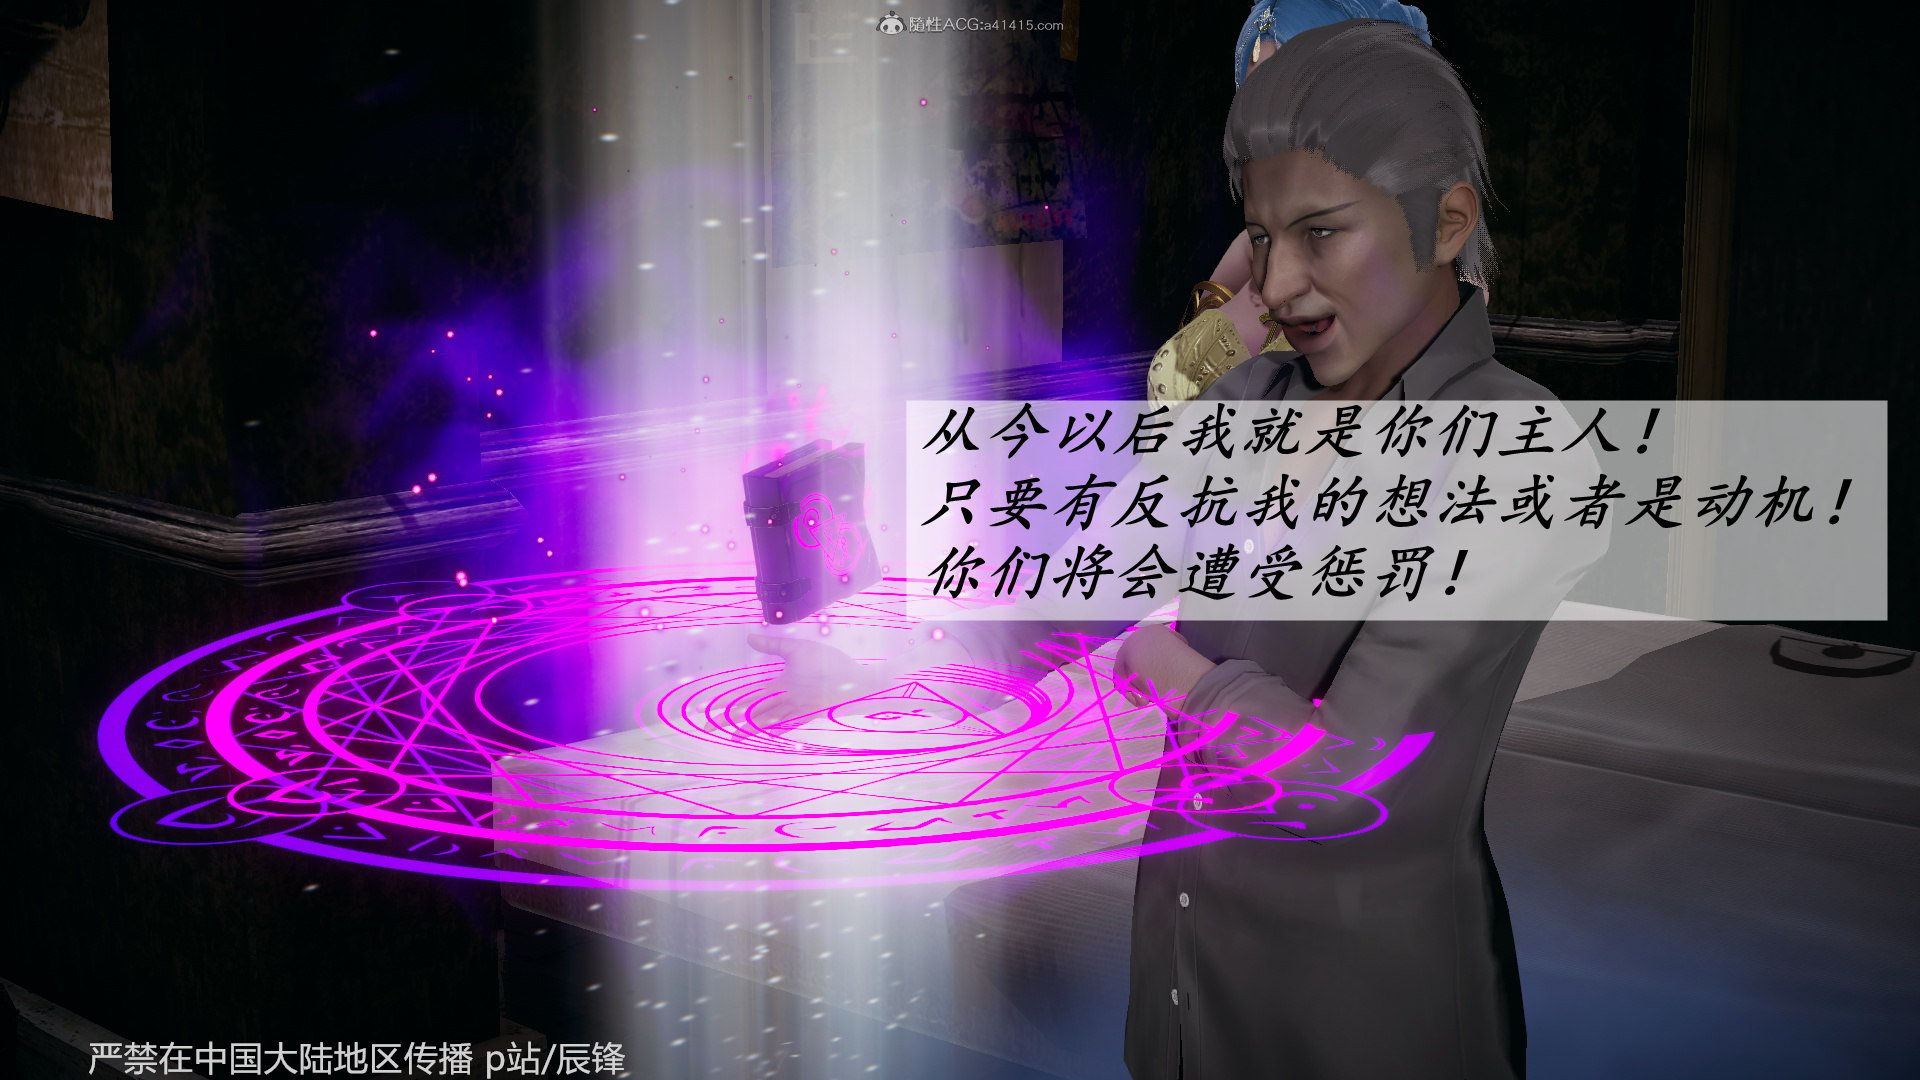 隨性ACG:a41415.com
从今以后我就是你们主人！
只要有反抗我的想法或者是动机！
你们将会遭受惩罚！
严禁在中国大陆地区传播 p站/辰锋